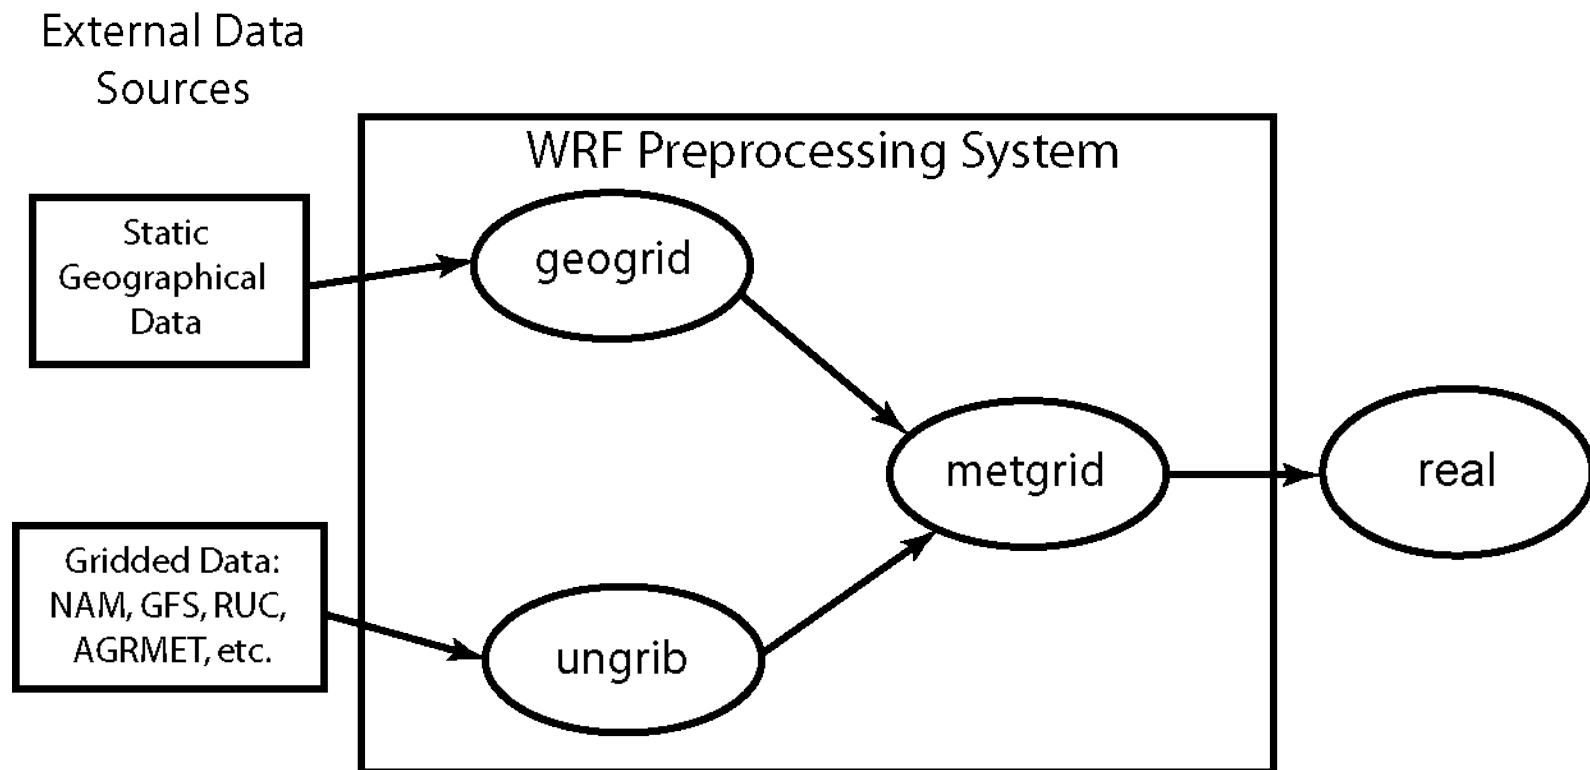 External Data
Sources
WRF Preprocessing System
Static
Geographical
Data
geogrid
metgrid
real
Gridded Data:
NAM, GFS, RUC,
AGRMET, etc.
ungrib